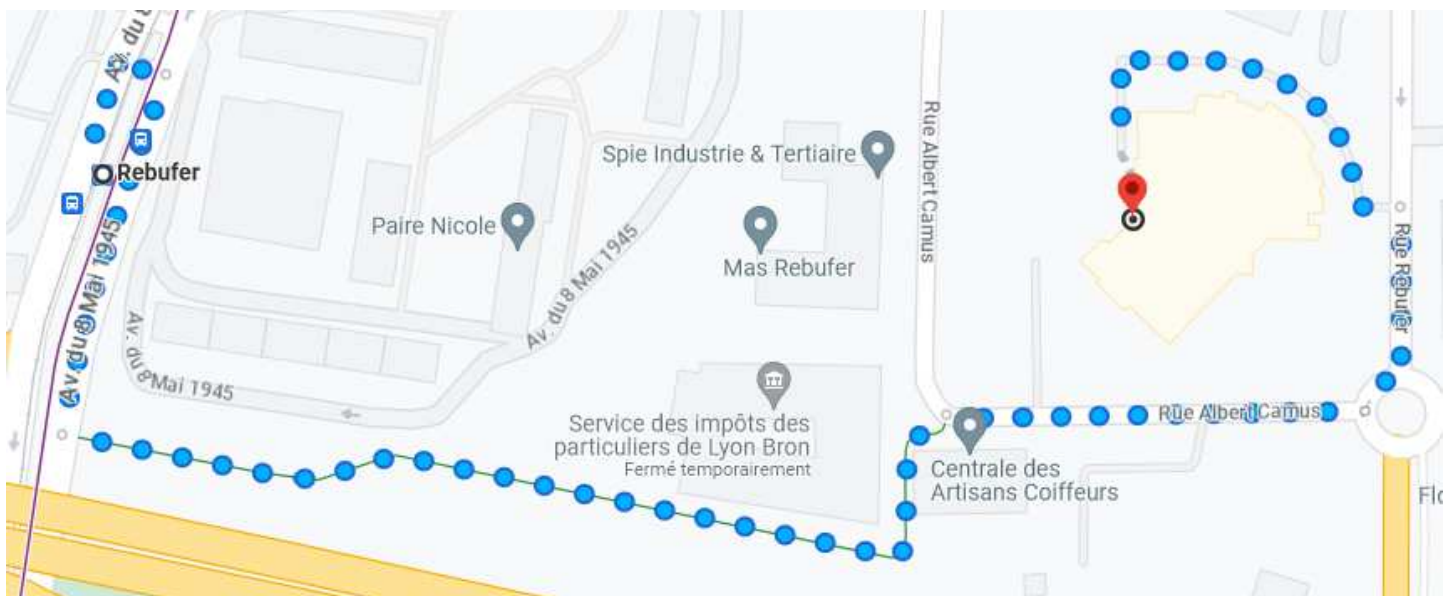 Av. du 8
Rebufer
Av. du 8 Mai 1945
Av. du 8 Mai 1945
Paire Nicole
Av. du 8 Mai 1945
Spie Industrie & Tertiaire
Mas Rebufer
Rue Albert Camus
Rue Rebufer
Service des impôts des
particuliers de Lyon Bron
Fermé temporairement
Rue Albert Camus
Centrale des
Artisans Coiffeurs
Flo